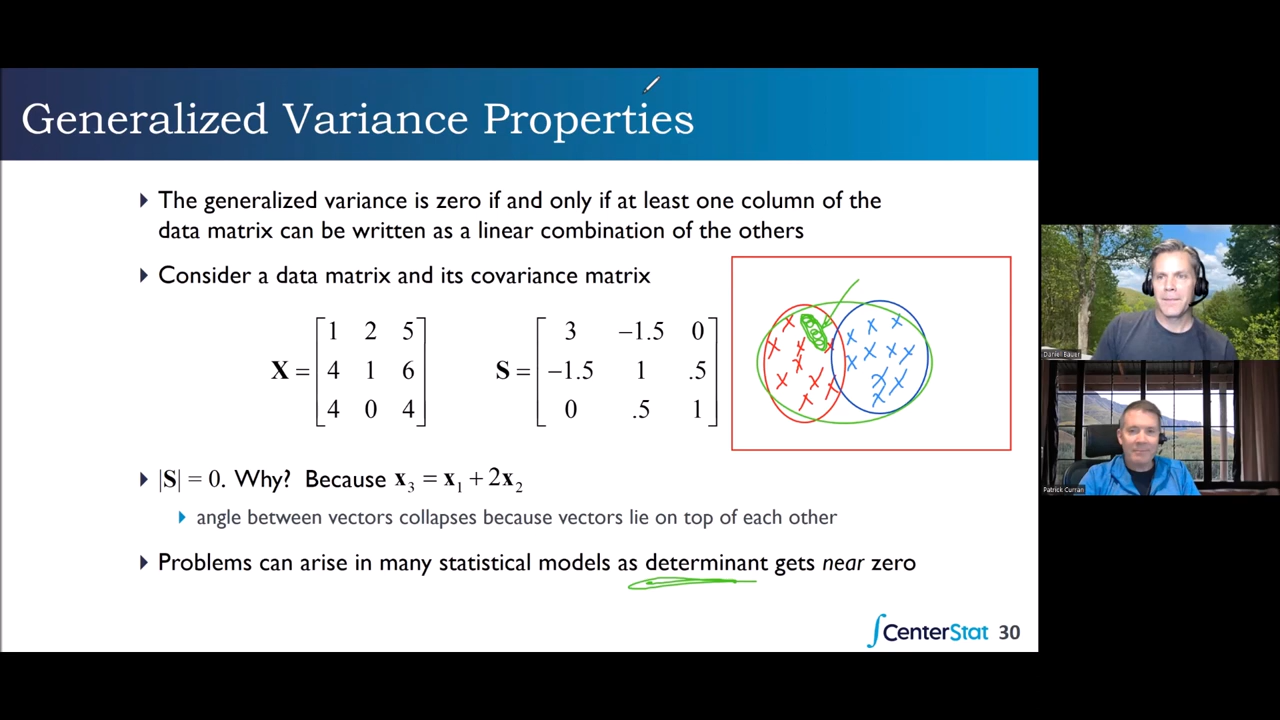 Generalized Variance Properties
The generalized variance is zero if and only if at least one column of the
data matrix can be written as a linear combination of the others
Consider a data matrix and its covariance matrix
X = [1 2 5
4 1 6
4 0 4]
S = [3 −1.5 0
−1.5 1 .5
0 .5 1]
|S| = 0. Why? Because x₃ = x₁ + 2x₂
angle between vectors collapses because vectors lie on top of each other
Problems can arise in many statistical models as determinant gets near zero
CenterStat 30
Daniel Bauer
Patrick Curran